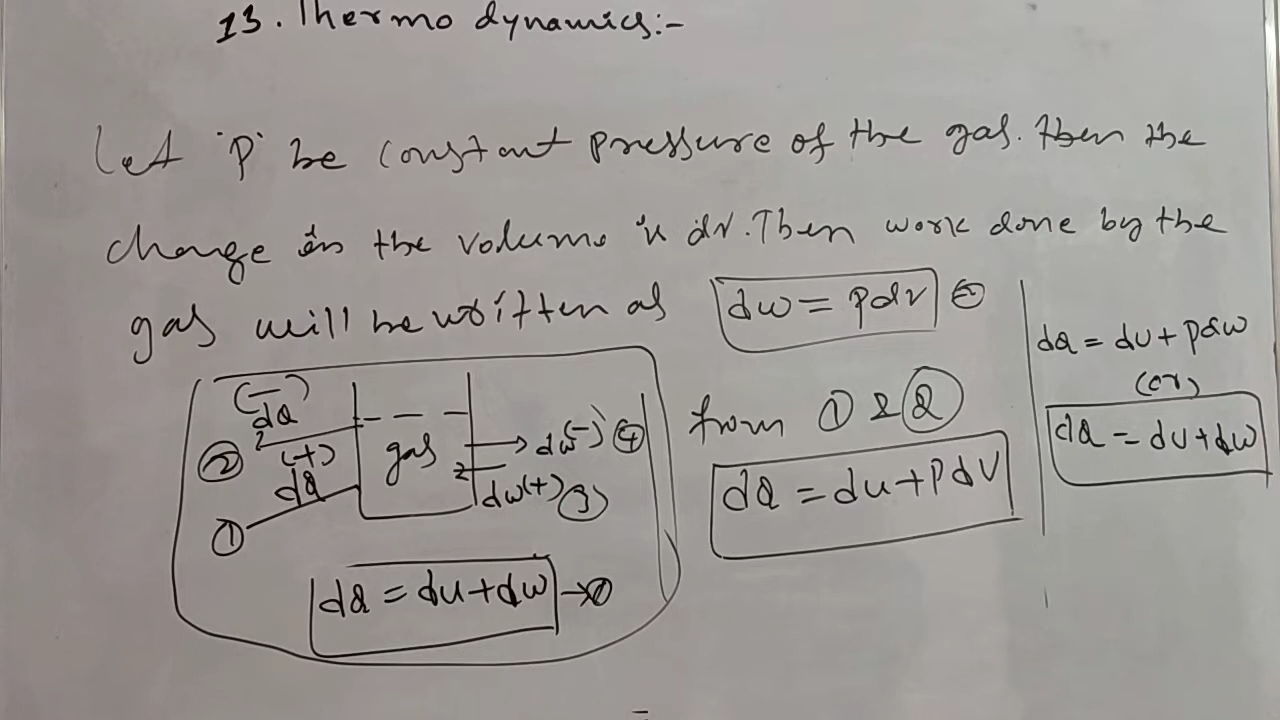 13. Thermo dynamics:-
Let 'P' be constant pressure of the gas. then the
change in the volume is dv. Then work done by the
gas will be written as dw = pdv ②
(-)
dQ
②
(+)
dQ
①
gas
dw(-) ④
dw(+) ③
dQ = du + dw → ①
from ① & ②
dQ = du + PdV
dQ = du + Pdw
(or)
dQ = du + dw